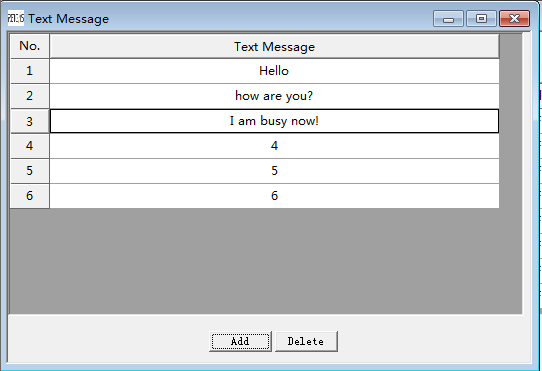 Text Message
No. Text Message
1 Hello
2 how are you?
3 I am busy now!
4 4
5 5
6 6
Add Delete